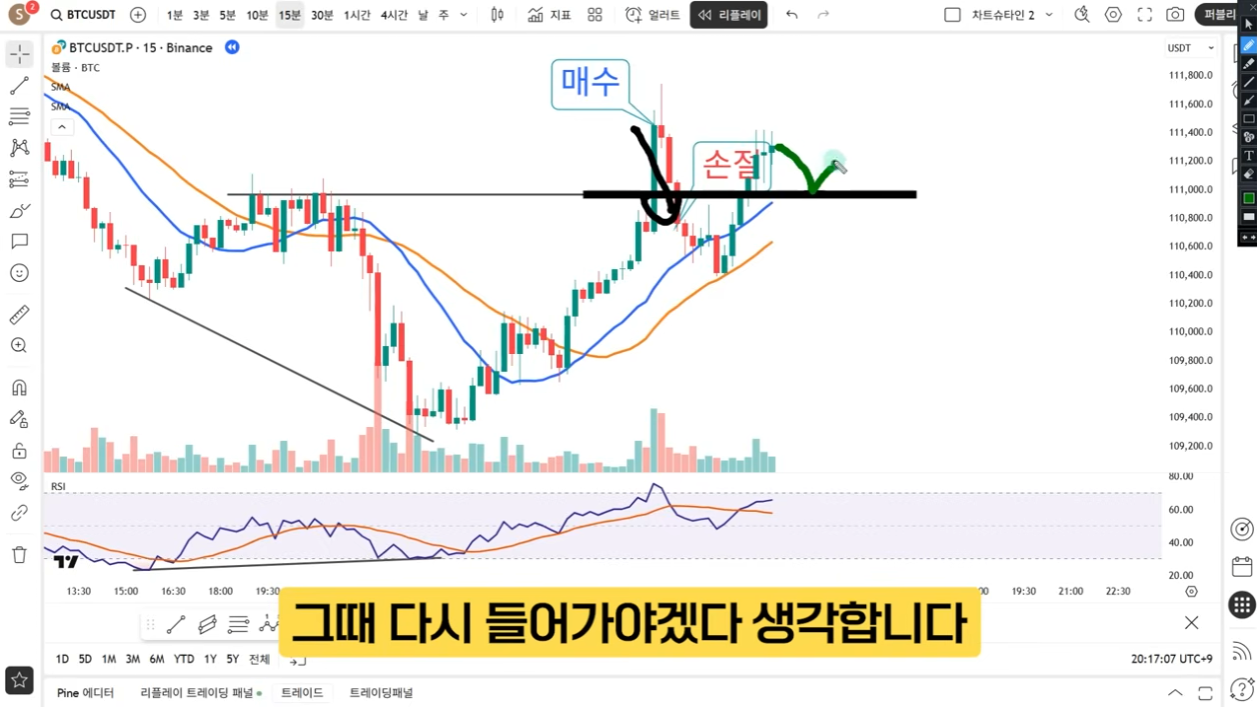 S 2 BTCUSDT 1분 3분 5분 10분 15분 30분 1시간 4시간 날 주 지표 얼러트 리플레이 차트슈타인 2 퍼블리
BTCUSDT.P · 15 · Binance
볼륨 · BTC
SMA
SMA
매수
손절
USDT
111,800.0
111,600.0
111,400.0
111,200.0
111,000.0
110,800.0
110,600.0
110,400.0
110,200.0
110,000.0
109,800.0
109,600.0
109,400.0
109,200.0
RSI
80.00
60.00
40.00
20.00
13:30 15:00 16:30 18:00 19:30 19:30 21:00 22:30
그때 다시 들어가야겠다 생각합니다
1D 5D 1M 3M 6M YTD 1Y 5Y 전체
20:17:07 UTC+9
Pine 에디터 리플레이 트레이딩 패널 트레이드 트레이딩패널